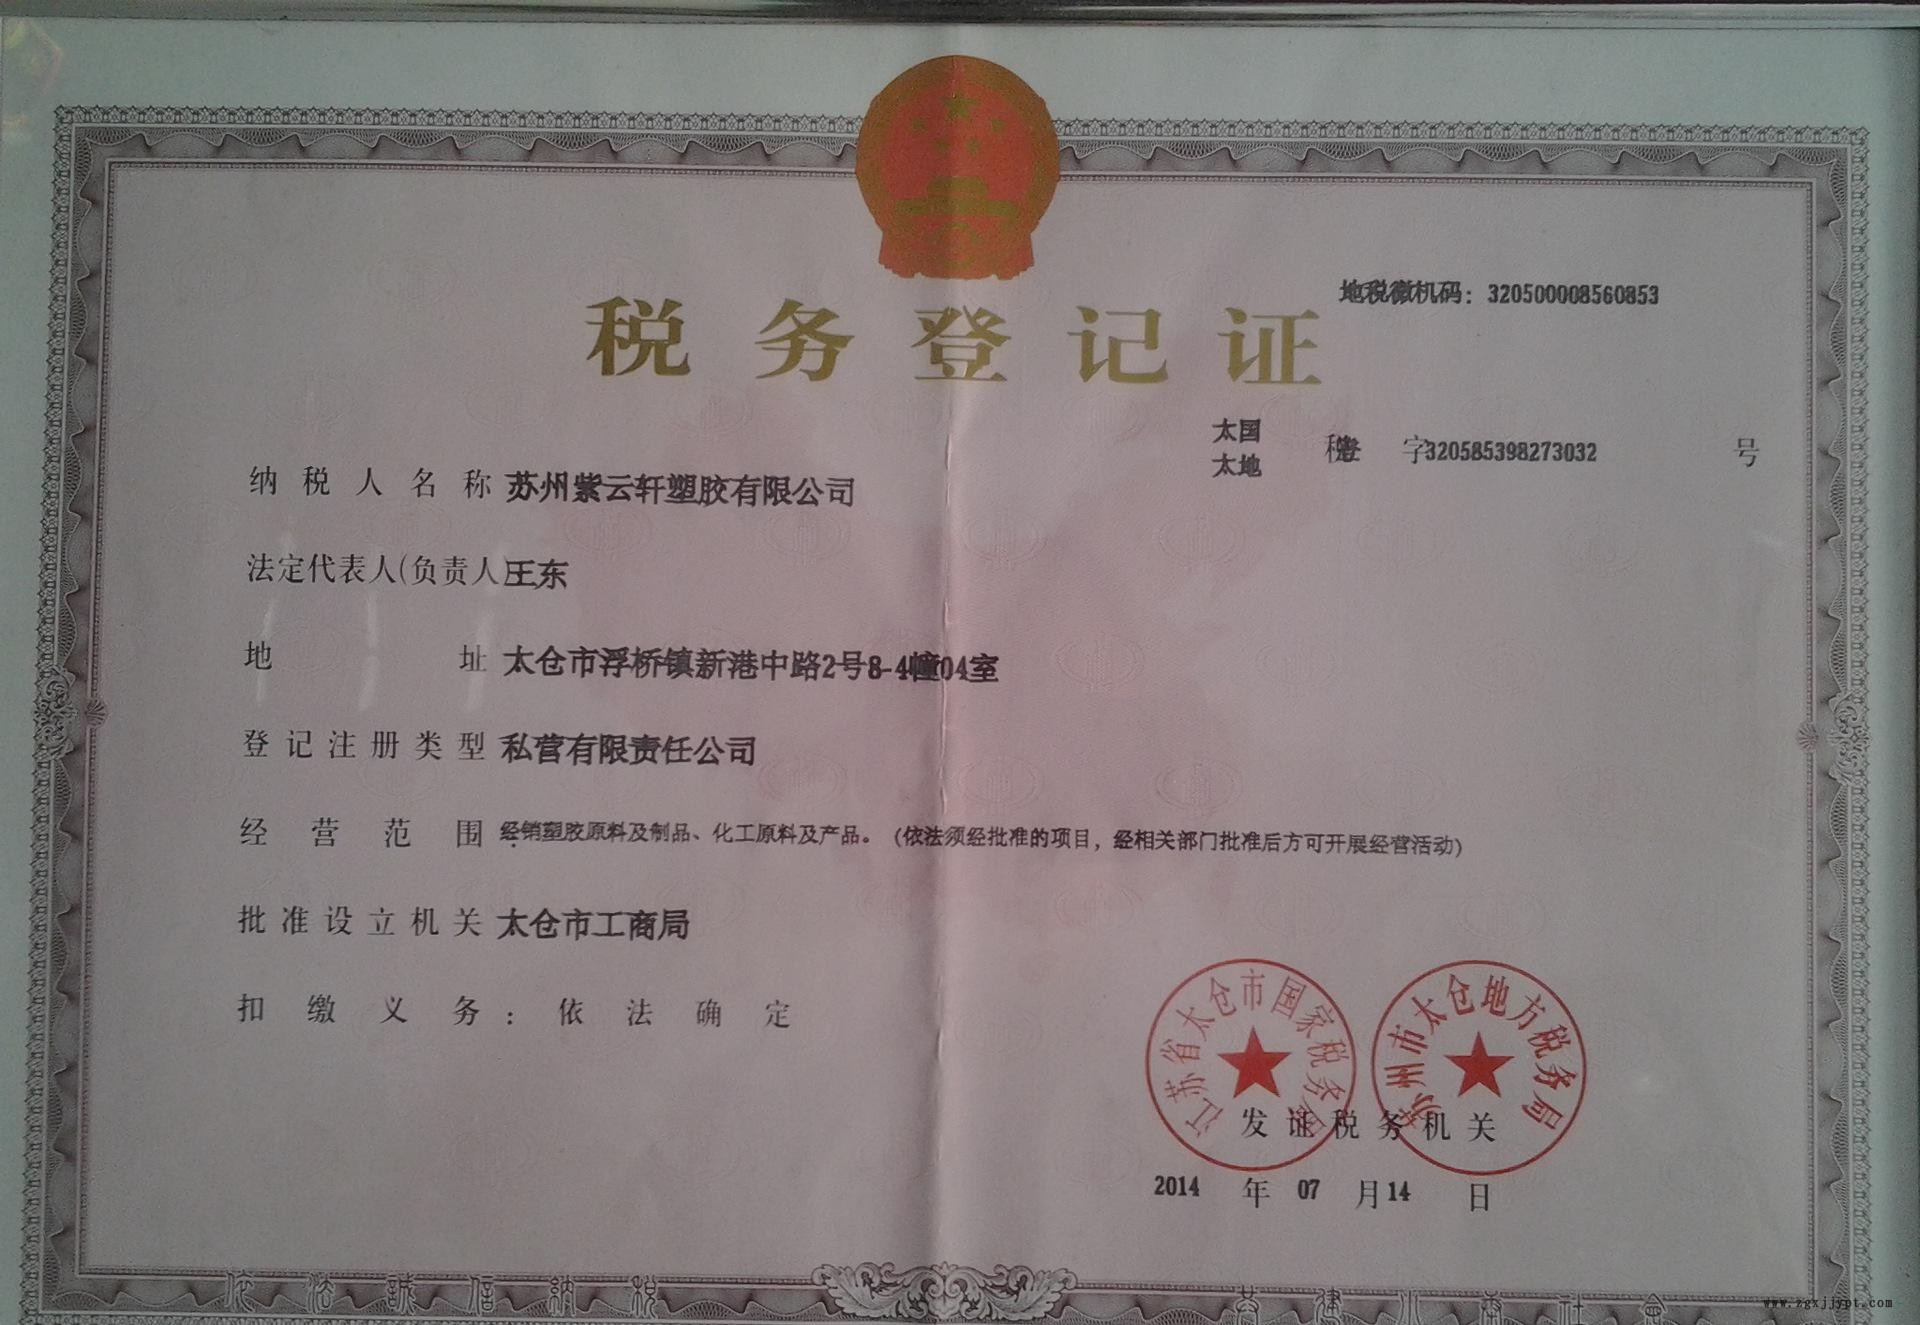 地税微机码：320500008560853
税务登记证
太国
太地
税 字320585398273032 号
纳税人名称 苏州紫云轩塑胶有限公司
法定代表人(负责人)王东
地址 太仓市浮桥镇新港中路2号8-4幢04室
登记注册类型 私营有限责任公司
经营范围 经销塑胶原料及制品、化工原料及产品。（依法须经批准的项目，经相关部门批准后方可开展经营活动）
批准设立机关 太仓市工商局
扣缴义务：依法确定
江苏省太仓市国家税务局
苏州市太仓地方税务局
发证税务机关
2014 年 07 月 14 日
依法誠信納稅
www.zgxjjypt.com